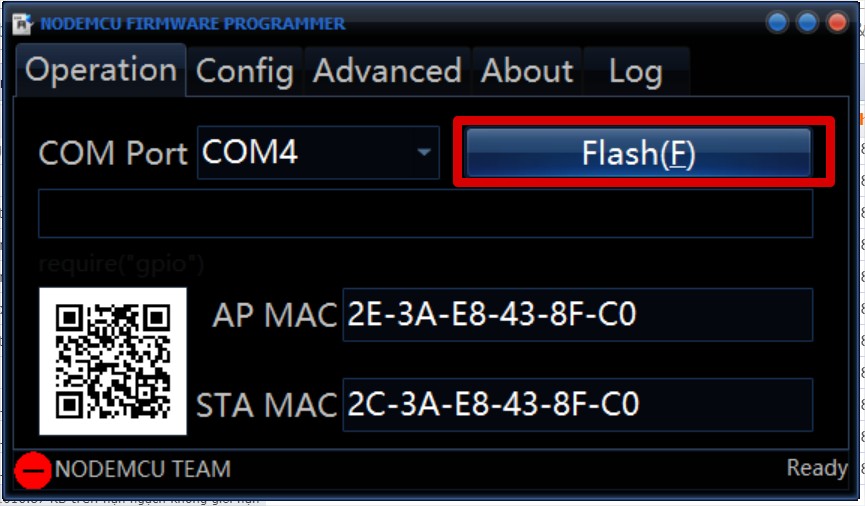 NODEMCU FIRMWARE PROGRAMMER
Operation Config Advanced About Log
COM Port COM4 Flash(F)
require("gpio")
AP MAC 2E-3A-E8-43-8F-C0
STA MAC 2C-3A-E8-43-8F-C0
NODEMCU TEAM Ready